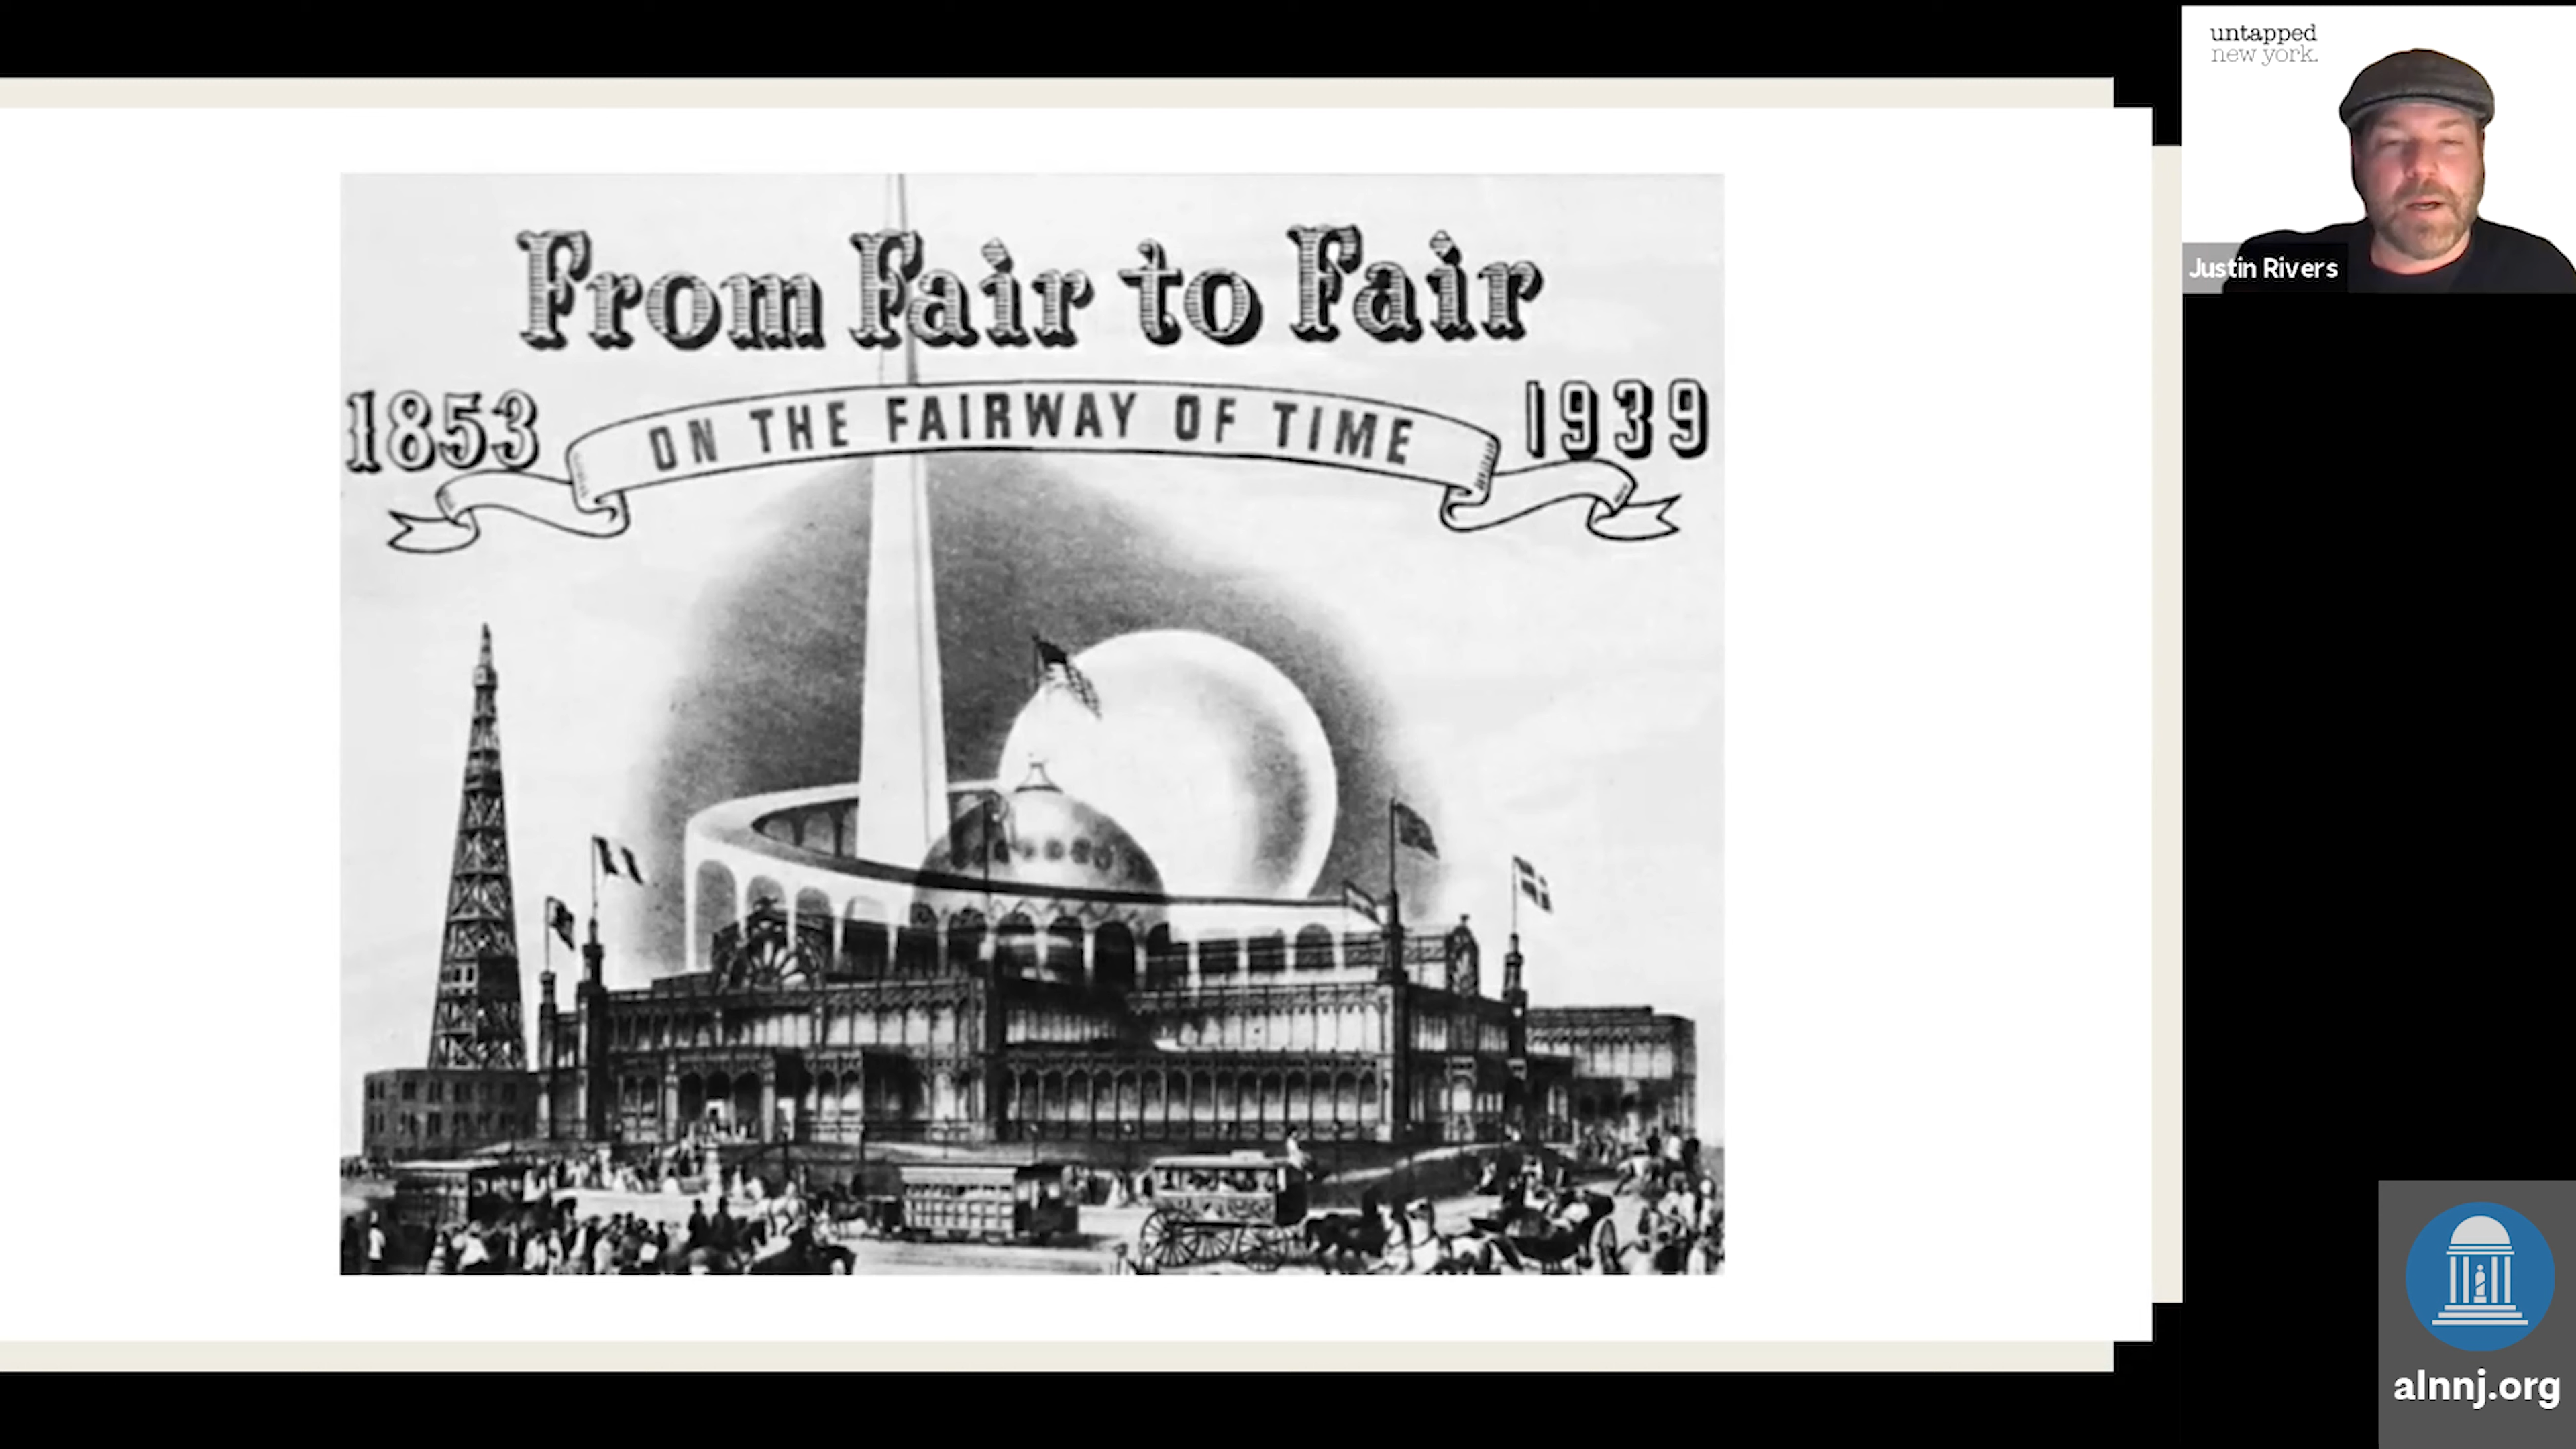 From Fair to Fair
1853
ON THE FAIRWAY OF TIME
1939
untapped
new york.
Justin Rivers
alnnj.org